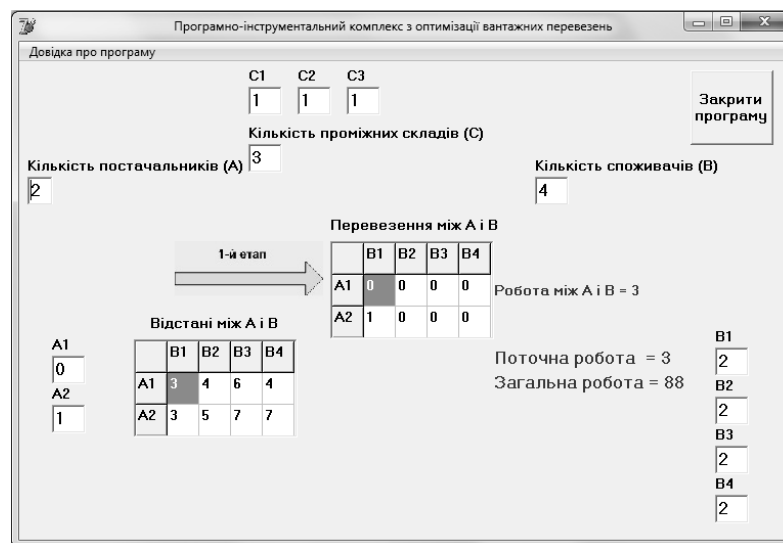 Програмно-інструментальний комплекс з оптимізації вантажних перевезень
Довідка про програму
C1 C2 C3
1 1 1
Закрити програму
Кількість проміжних складів (C)
3
Кількість постачальників (A)
2
Кількість споживачів (B)
4
Перевезення між A і B
1-й етап
B1 B2 B3 B4
A1 0 0 0 0
A2 1 0 0 0
Робота між A і B = 3
Відстані між A і B
B1 B2 B3 B4
A1 3 4 6 4
A2 3 5 7 7
A1
0
A2
1
Поточна робота = 3
Загальна робота = 88
B1
2
B2
2
B3
2
B4
2